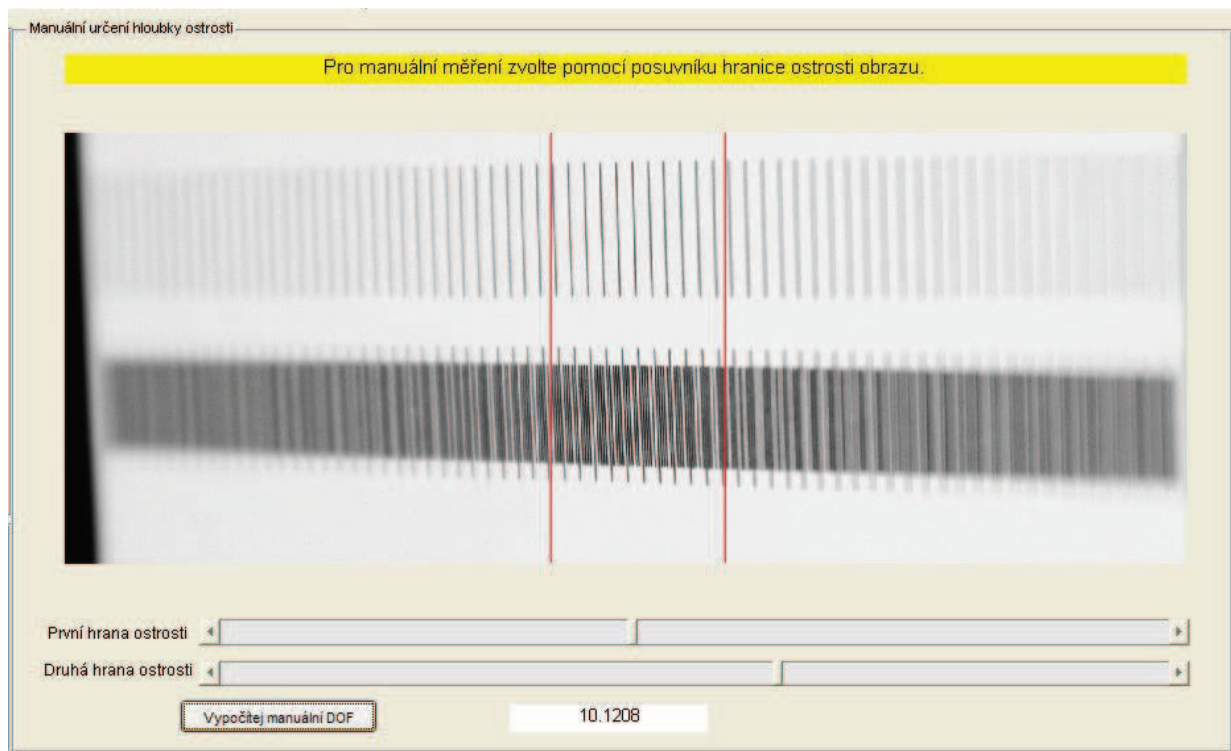 Manuální určení hloubky ostrosti
Pro manuální měření zvolte pomocí posuvníku hranice ostrosti obrazu.
První hrana ostrosti
Druhá hrana ostrosti
Vypočítej manuální DOF
10.1208